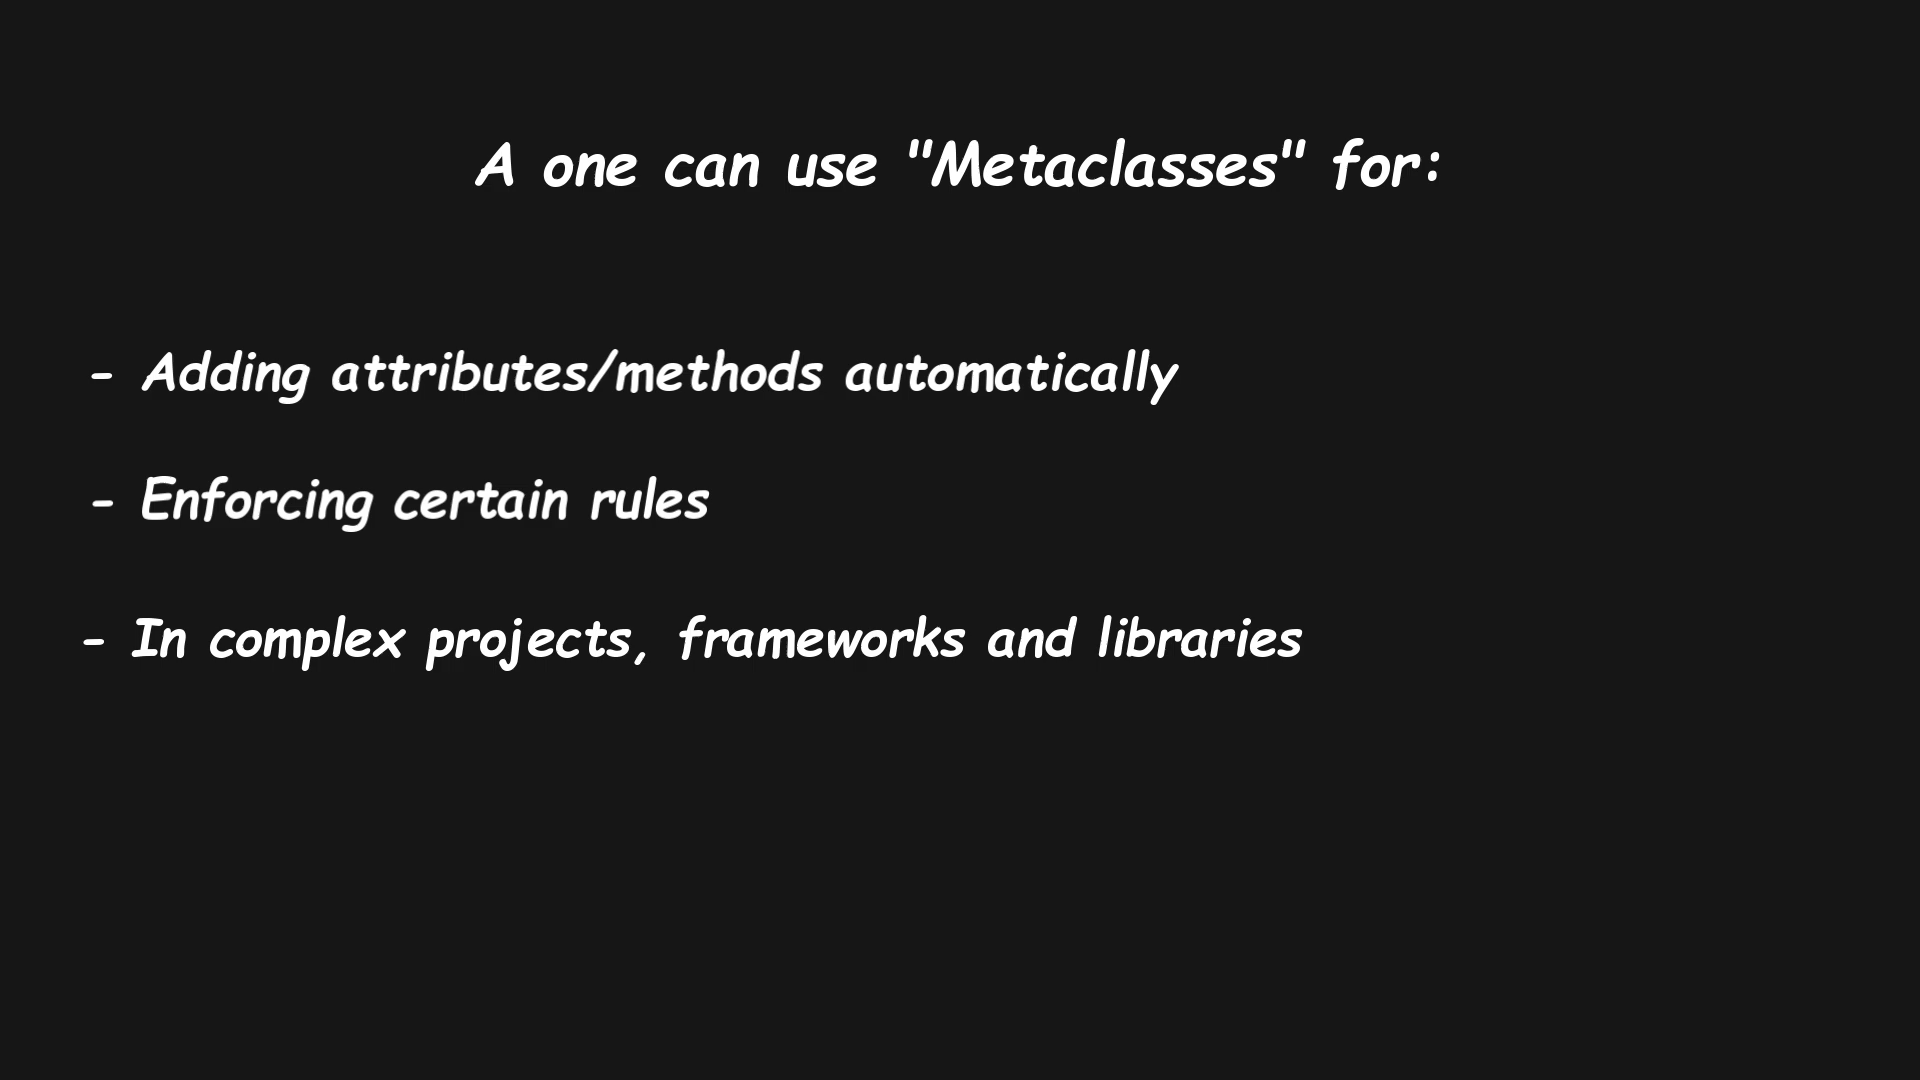 A one can use "Metaclasses" for:
- Adding attributes/methods automatically
- Enforcing certain rules
- In complex projects, frameworks and libraries